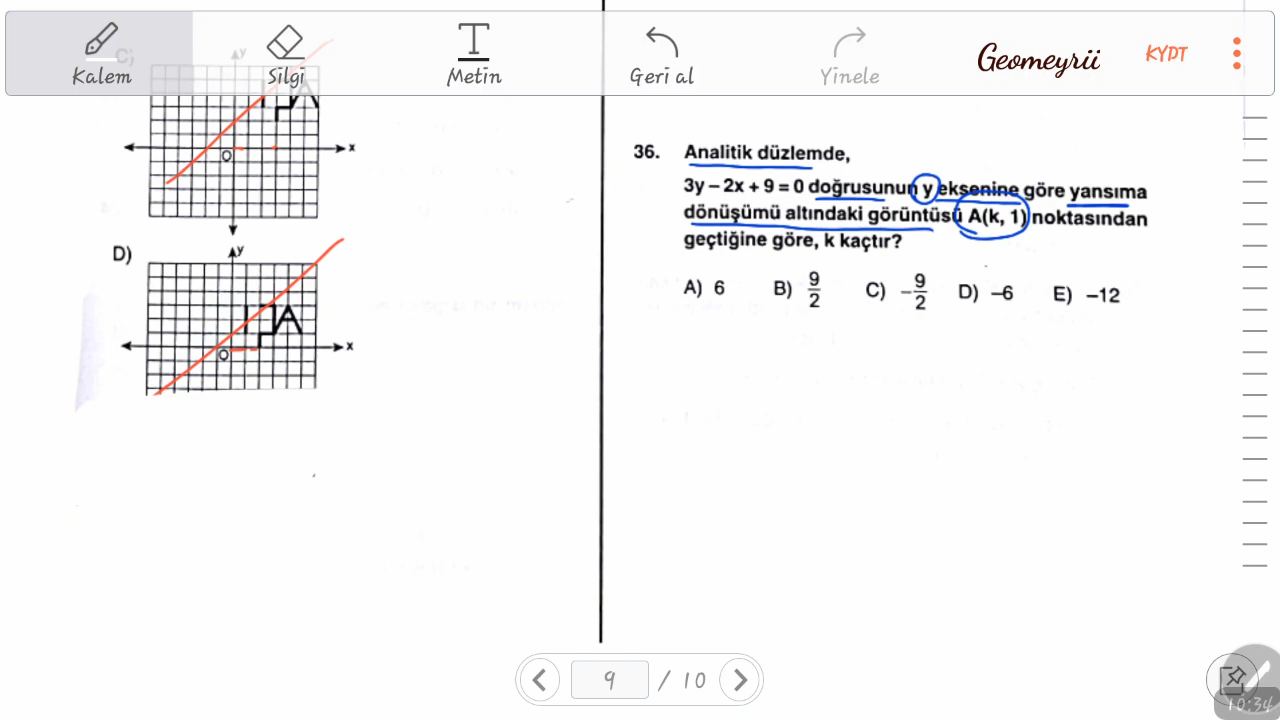 Kalem
Silgi
Metin
Geri al
Yinele
Geomeyrii
KYDT
C)
y
x
O
A
D)
y
x
O
A
36. Analitik düzlemde,
3y – 2x + 9 = 0 doğrusunun y eksenine göre yansıma
dönüşümü altındaki görüntüsü A(k, 1) noktasından
geçtiğine göre, k kaçtır?
A) 6 B) 9/2 C) -9/2 D) –6 E) –12
9 / 10
10:34